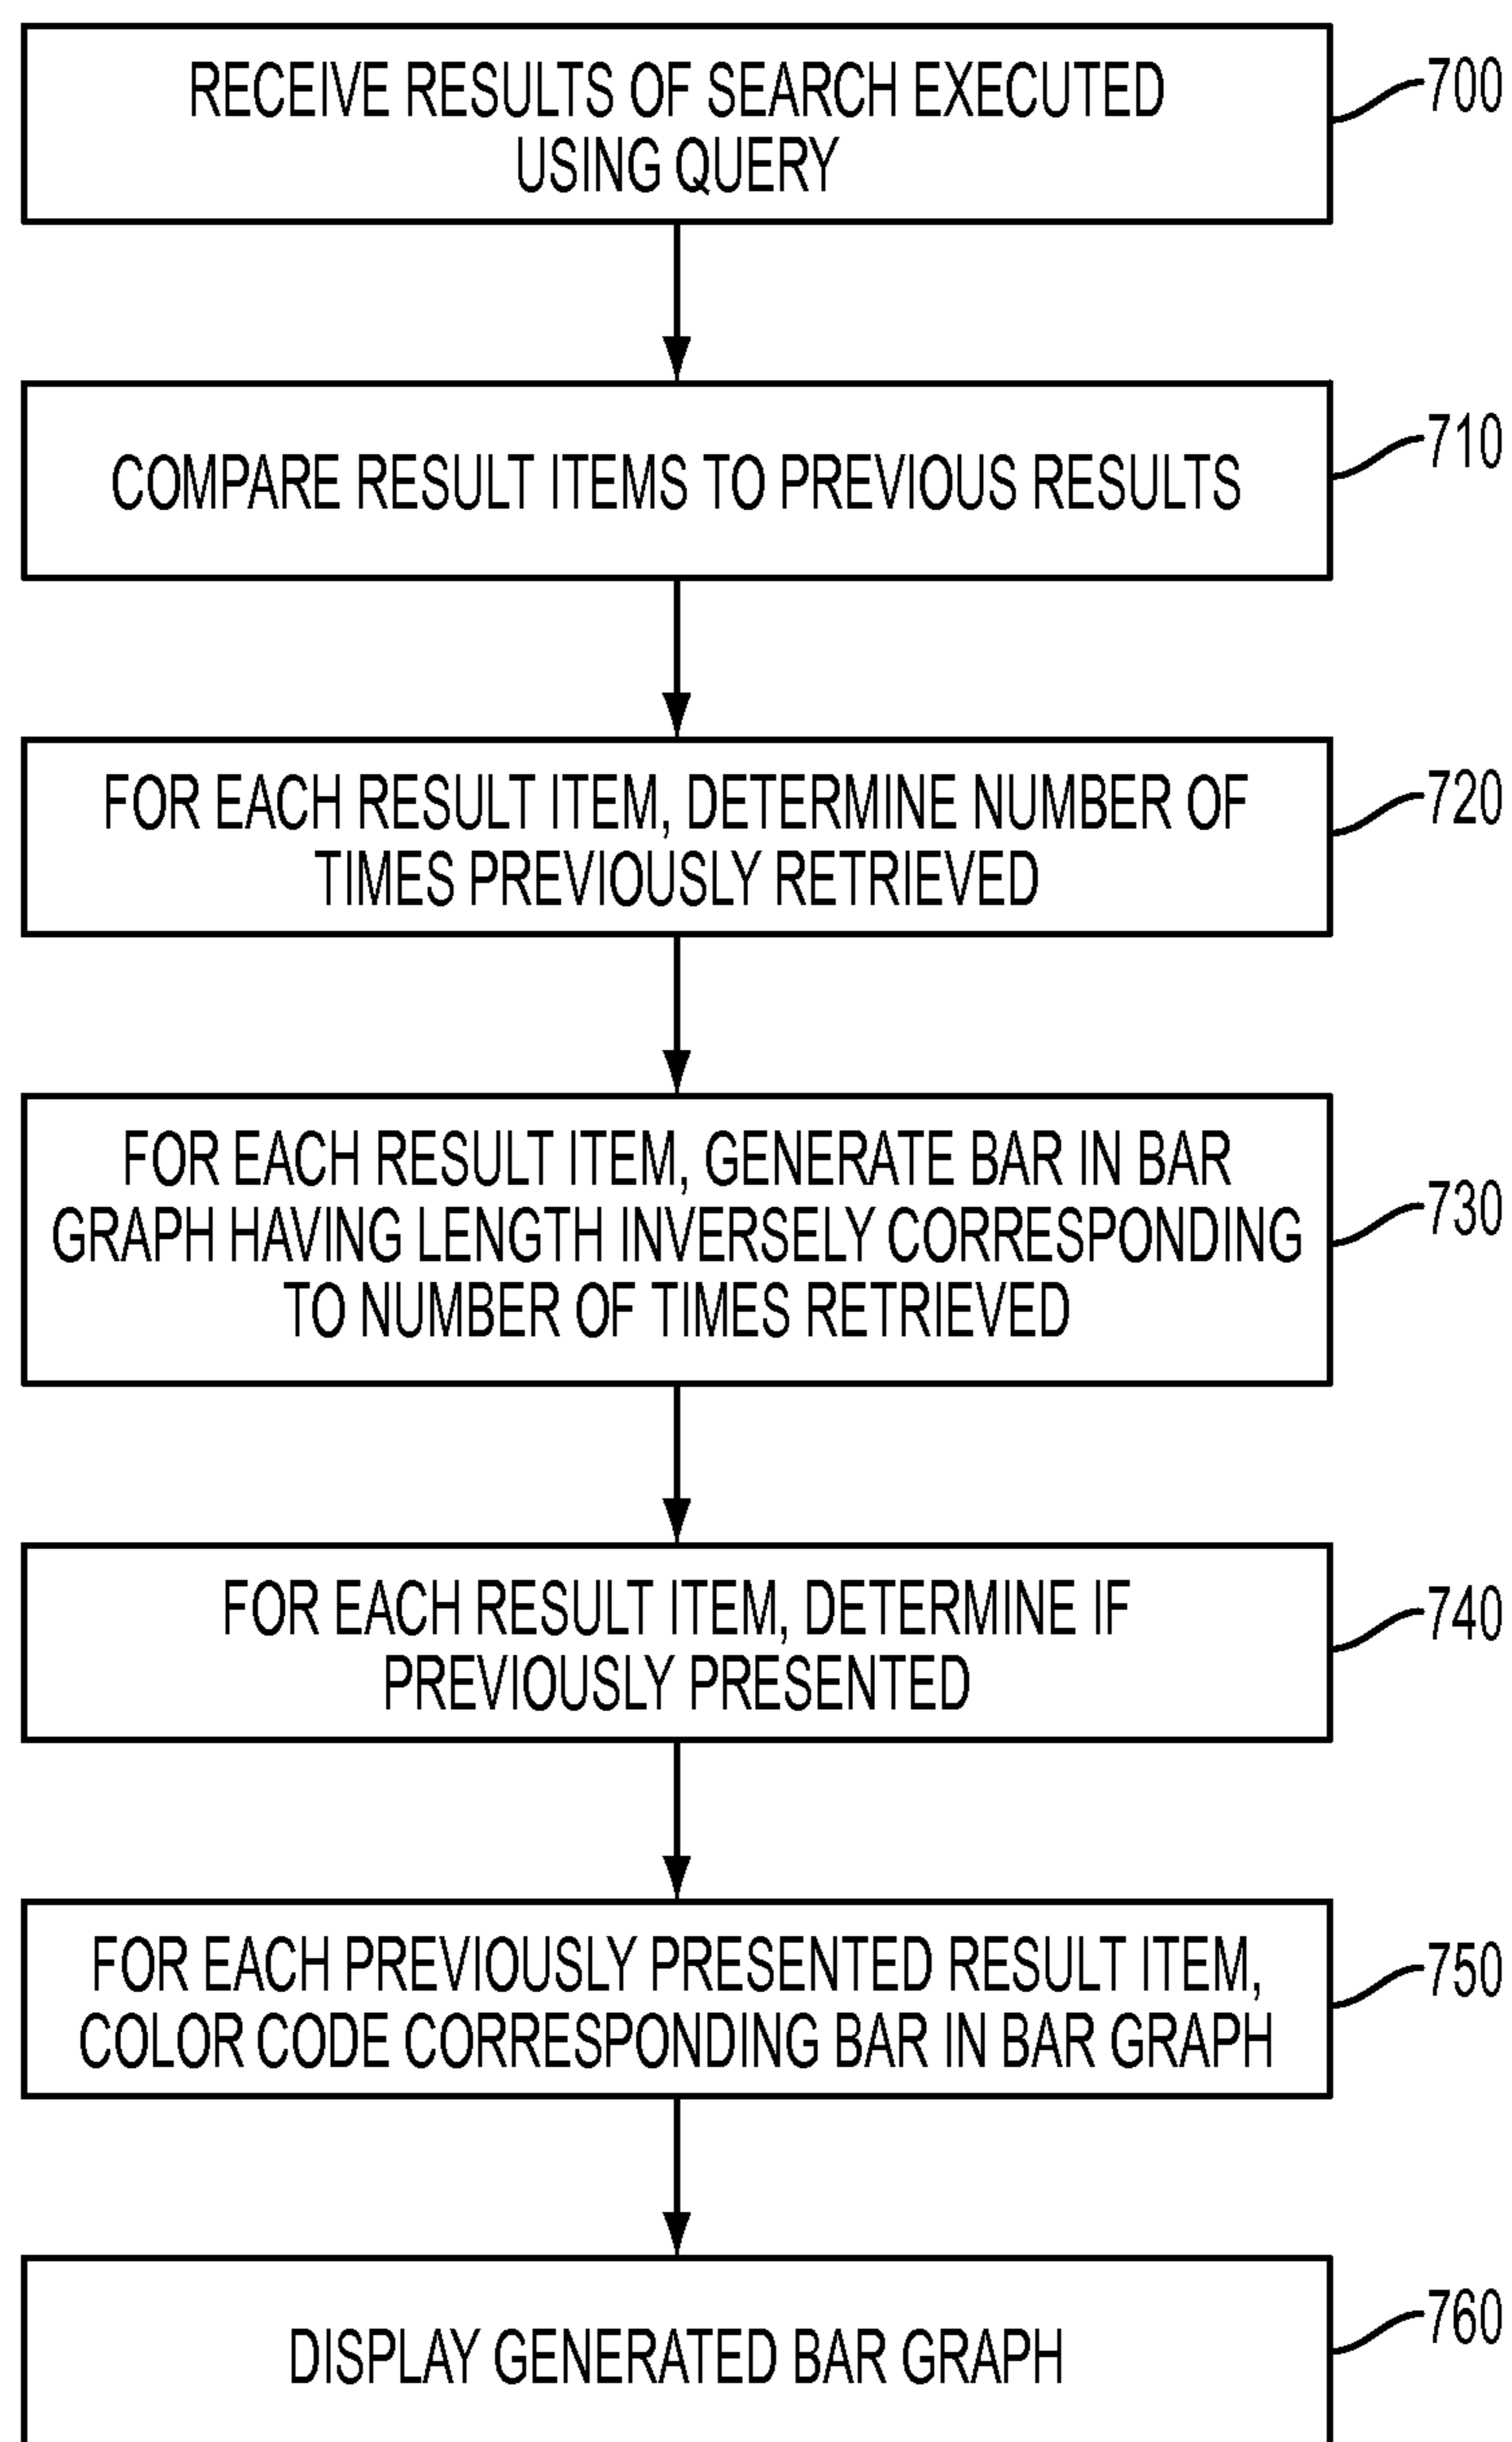 RECEIVE RESULTS OF SEARCH EXECUTED
USING QUERY
700
COMPARE RESULT ITEMS TO PREVIOUS RESULTS
710
FOR EACH RESULT ITEM, DETERMINE NUMBER OF
TIMES PREVIOUSLY RETRIEVED
720
FOR EACH RESULT ITEM, GENERATE BAR IN BAR
GRAPH HAVING LENGTH INVERSELY CORRESPONDING
TO NUMBER OF TIMES RETRIEVED
730
FOR EACH RESULT ITEM, DETERMINE IF
PREVIOUSLY PRESENTED
740
FOR EACH PREVIOUSLY PRESENTED RESULT ITEM,
COLOR CODE CORRESPONDING BAR IN BAR GRAPH
750
DISPLAY GENERATED BAR GRAPH
760